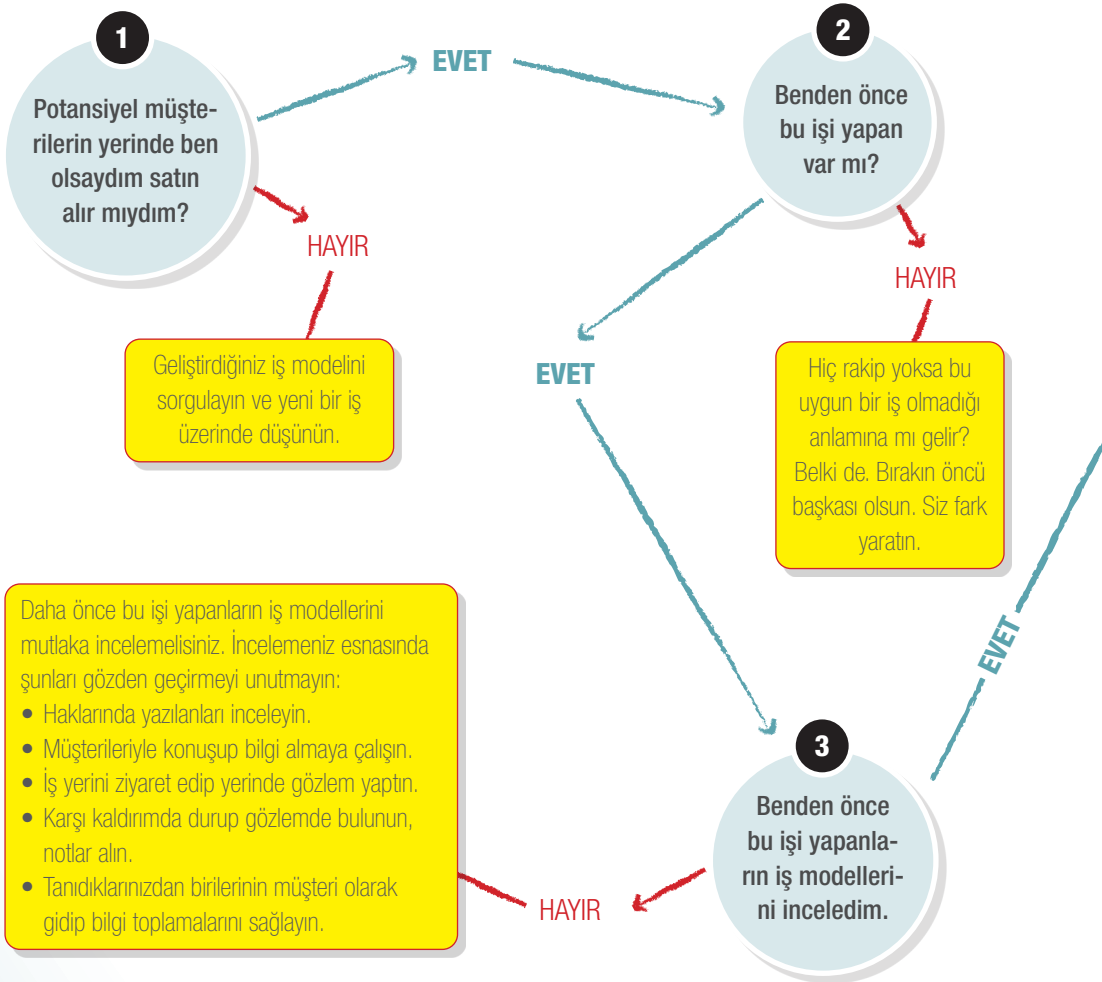 1
Potansiyel müşte-
rilerin yerinde ben
olsaydım satın
alır mıydım?
EVET
HAYIR
Geliştirdiğiniz iş modelini
sorgulayın ve yeni bir iş
üzerinde düşünün.
2
Benden önce
bu işi yapan
var mı?
HAYIR
Hiç rakip yoksa bu
uygun bir iş olmadığı
anlamına mı gelir?
Belki de. Bırakın öncü
başkası olsun. Siz fark
yaratın.
EVET
3
Benden önce
bu işi yapanla-
rın iş modelleri-
ni inceledim.
EVET
HAYIR
Daha önce bu işi yapanların iş modellerini
mutlaka incelemelisiniz. İncelemeniz esnasında
şunları gözden geçirmeyi unutmayın:
• Haklarında yazılanları inceleyin.
• Müşterileriyle konuşup bilgi almaya çalışın.
• İş yerini ziyaret edip yerinde gözlem yaptın.
• Karşı kaldırımda durup gözlemde bulunun,
notlar alın.
• Tanıdıklarınızdan birilerinin müşteri olarak
gidip bilgi toplamalarını sağlayın.